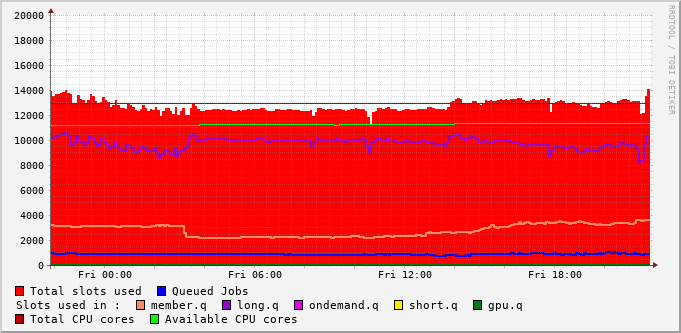 20000
18000
16000
14000
12000
10000
8000
6000
4000
2000
0
Fri 00:00 Fri 06:00 Fri 12:00 Fri 18:00
RRDTOOL / TOBI OETIKER
Total slots used Queued Jobs
Slots used in : member.q long.q ondemand.q short.q gpu.q
Total CPU cores Available CPU cores